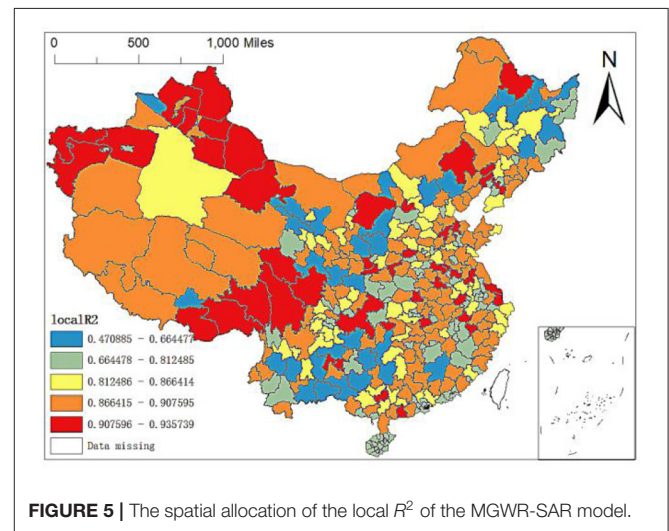 0 500 1,000 Miles
N
localR2
0.470885 - 0.664477
0.664478 - 0.812485
0.812486 - 0.866414
0.866415 - 0.907595
0.907596 - 0.935739
Data missing
FIGURE 5 | The spatial allocation of the local R² of the MGWR-SAR model.